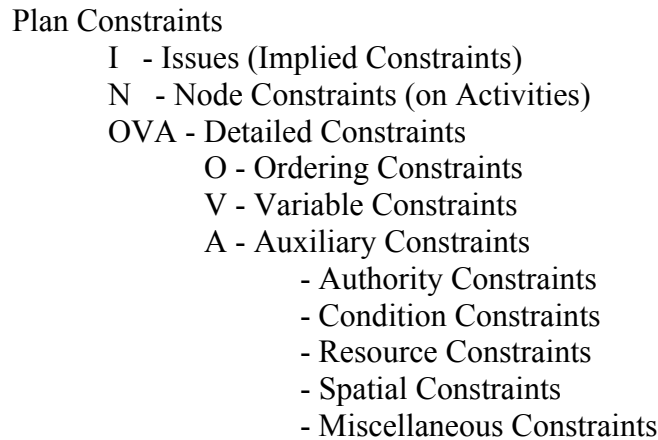 Plan Constraints
I - Issues (Implied Constraints)
N - Node Constraints (on Activities)
OVA - Detailed Constraints
O - Ordering Constraints
V - Variable Constraints
A - Auxiliary Constraints
- Authority Constraints
- Condition Constraints
- Resource Constraints
- Spatial Constraints
- Miscellaneous Constraints